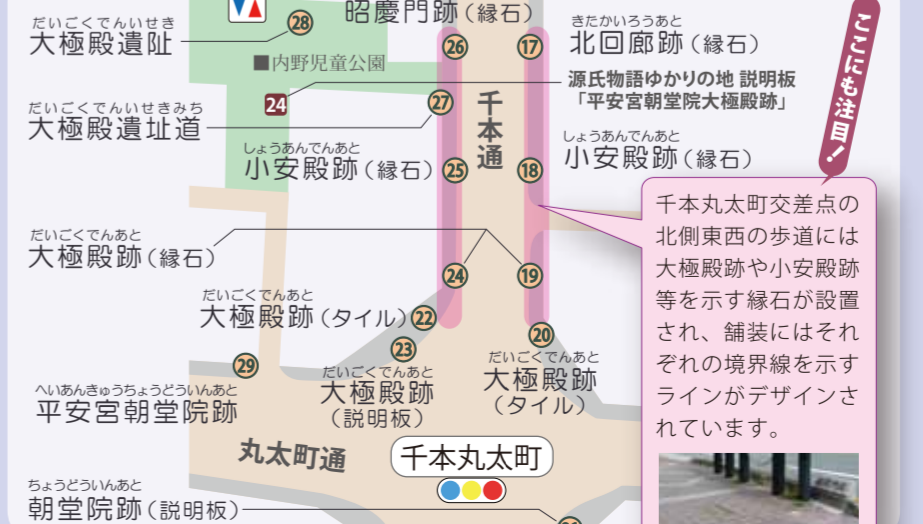 昭慶門跡（縁石）
だいごくでんいせき
大極殿遺趾
28
26
17
きたかいろうあと
北回廊跡（縁石）
■内野児童公園
24
源氏物語ゆかりの地 説明板
「平安宮朝堂院大極殿跡」
だいごくでんいせきみち
大極殿遺址道
27
千本通
しょうあんでんあと
小安殿跡（縁石）
25
18
しょうあんでんあと
小安殿跡（縁石）
ここにも注目！
千本丸太町交差点の
北側東西の歩道には
大極殿跡や小安殿跡
等を示す縁石が設置
され、舗装にはそれ
ぞれの境界線を示す
ラインがデザインさ
れています。
だいごくでんあと
大極殿跡（縁石）
24
19
だいごくでんあと
大極殿跡（タイル）
22
23
だいごくでんあと
大極殿跡
（説明板）
20
だいごくでんあと
大極殿跡
（タイル）
29
へいあんきゅうちょうどういんあと
平安宮朝堂院跡
丸太町通
千本丸太町
ちょうどういんあと
朝堂院跡（説明板）